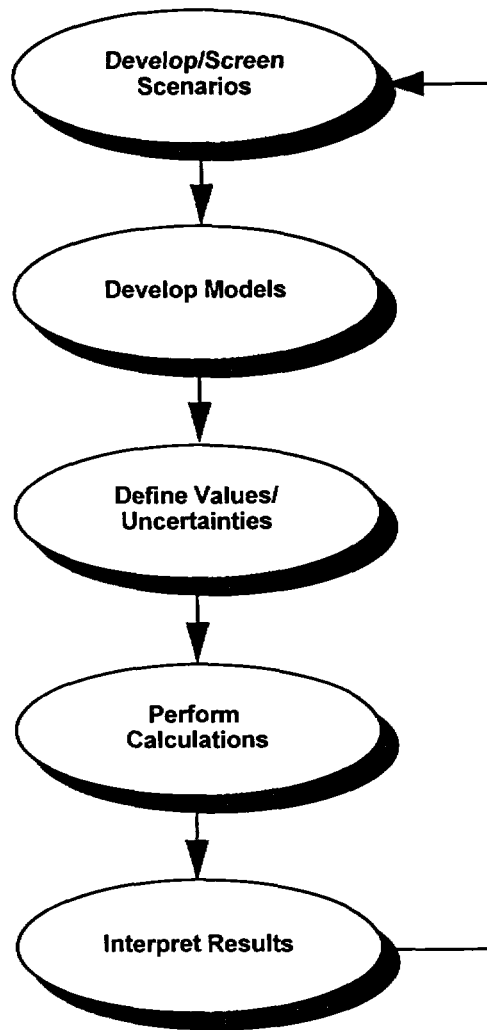 Develop/Screen
Scenarios
Develop Models
Define Values/
Uncertainties
Perform
Calculations
Interpret Results